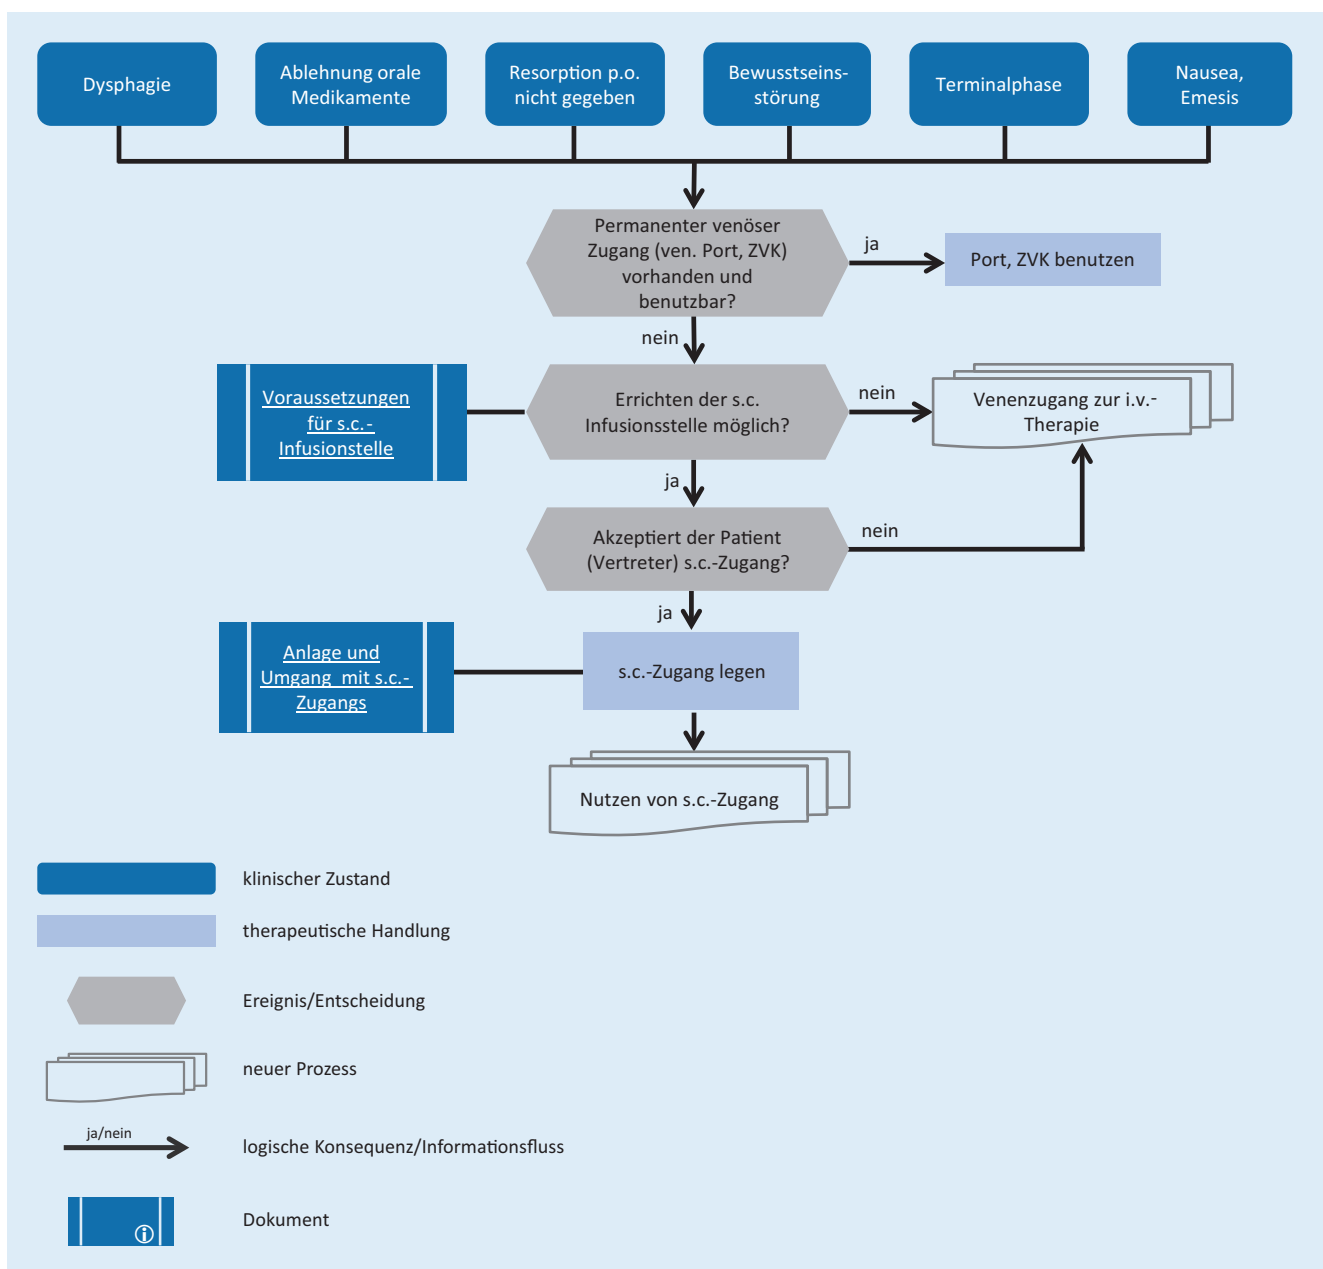 Dysphagie
Ablehnung orale
Medikamente
Resorption p.o.
nicht gegeben
Bewusstseins-
störung
Terminalphase
Nausea,
Emesis
Permanenter venöser
Zugang (ven. Port, ZVK)
vorhanden und
benutzbar?
ja
Port, ZVK benutzen
nein
Voraussetzungen
für s.c.-
Infusionstelle
Errichten der s.c.
Infusionsstelle möglich?
nein
Venenzugang zur i.v.-
Therapie
ja
Akzeptiert der Patient
(Vertreter) s.c.-Zugang?
nein
ja
Anlage und
Umgang mit s.c.-
Zugangs
s.c.-Zugang legen
Nutzen von s.c.-Zugang
klinischer Zustand
therapeutische Handlung
Ereignis/Entscheidung
neuer Prozess
ja/nein
logische Konsequenz/Informationsfluss
i
Dokument